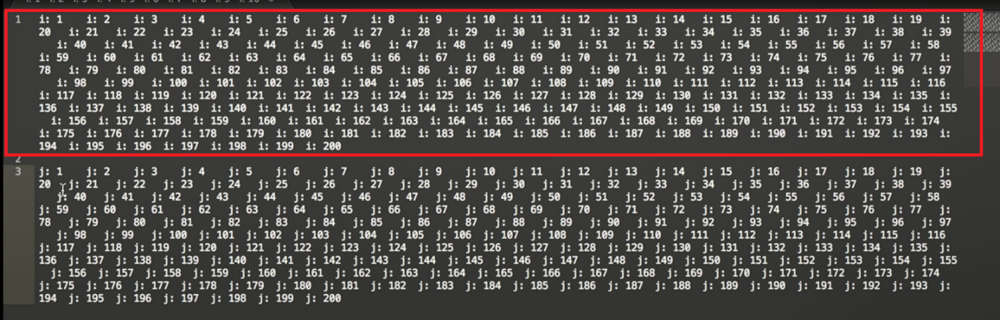 1 i: 1 i: 2 i: 3 i: 4 i: 5 i: 6 i: 7 i: 8 i: 9 i: 10 i: 11 i: 12 i: 13 i: 14 i: 15 i: 16 i: 17 i: 18 i: 19 i:
20 i: 21 i: 22 i: 23 i: 24 i: 25 i: 26 i: 27 i: 28 i: 29 i: 30 i: 31 i: 32 i: 33 i: 34 i: 35 i: 36 i: 37 i: 38 i: 39
i: 40 i: 41 i: 42 i: 43 i: 44 i: 45 i: 46 i: 47 i: 48 i: 49 i: 50 i: 51 i: 52 i: 53 i: 54 i: 55 i: 56 i: 57 i: 58
i: 59 i: 60 i: 61 i: 62 i: 63 i: 64 i: 65 i: 66 i: 67 i: 68 i: 69 i: 70 i: 71 i: 72 i: 73 i: 74 i: 75 i: 76 i: 77 i:
78 i: 79 i: 80 i: 81 i: 82 i: 83 i: 84 i: 85 i: 86 i: 87 i: 88 i: 89 i: 90 i: 91 i: 92 i: 93 i: 94 i: 95 i: 96 i: 97
i: 98 i: 99 i: 100 i: 101 i: 102 i: 103 i: 104 i: 105 i: 106 i: 107 i: 108 i: 109 i: 110 i: 111 i: 112 i: 113 i: 114 i: 115 i: 116
i: 117 i: 118 i: 119 i: 120 i: 121 i: 122 i: 123 i: 124 i: 125 i: 126 i: 127 i: 128 i: 129 i: 130 i: 131 i: 132 i: 133 i: 134 i: 135 i:
136 i: 137 i: 138 i: 139 i: 140 i: 141 i: 142 i: 143 i: 144 i: 145 i: 146 i: 147 i: 148 i: 149 i: 150 i: 151 i: 152 i: 153 i: 154 i: 155
i: 156 i: 157 i: 158 i: 159 i: 160 i: 161 i: 162 i: 163 i: 164 i: 165 i: 166 i: 167 i: 168 i: 169 i: 170 i: 171 i: 172 i: 173 i: 174
i: 175 i: 176 i: 177 i: 178 i: 179 i: 180 i: 181 i: 182 i: 183 i: 184 i: 185 i: 186 i: 187 i: 188 i: 189 i: 190 i: 191 i: 192 i: 193 i:
194 i: 195 i: 196 i: 197 i: 198 i: 199 i: 200
2
3 j: 1 j: 2 j: 3 j: 4 j: 5 j: 6 j: 7 j: 8 j: 9 j: 10 j: 11 j: 12 j: 13 j: 14 j: 15 j: 16 j: 17 j: 18 j: 19 j:
20 j: 21 j: 22 j: 23 j: 24 j: 25 j: 26 j: 27 j: 28 j: 29 j: 30 j: 31 j: 32 j: 33 j: 34 j: 35 j: 36 j: 37 j: 38 j: 39
j: 40 j: 41 j: 42 j: 43 j: 44 j: 45 j: 46 j: 47 j: 48 j: 49 j: 50 j: 51 j: 52 j: 53 j: 54 j: 55 j: 56 j: 57 j: 58
j: 59 j: 60 j: 61 j: 62 j: 63 j: 64 j: 65 j: 66 j: 67 j: 68 j: 69 j: 70 j: 71 j: 72 j: 73 j: 74 j: 75 j: 76 j: 77 j:
78 j: 79 j: 80 j: 81 j: 82 j: 83 j: 84 j: 85 j: 86 j: 87 j: 88 j: 89 j: 90 j: 91 j: 92 j: 93 j: 94 j: 95 j: 96 j: 97
j: 98 j: 99 j: 100 j: 101 j: 102 j: 103 j: 104 j: 105 j: 106 j: 107 j: 108 j: 109 j: 110 j: 111 j: 112 j: 113 j: 114 j: 115 j: 116
j: 117 j: 118 j: 119 j: 120 j: 121 j: 122 j: 123 j: 124 j: 125 j: 126 j: 127 j: 128 j: 129 j: 130 j: 131 j: 132 j: 133 j: 134 j: 135 j:
136 j: 137 j: 138 j: 139 j: 140 j: 141 j: 142 j: 143 j: 144 j: 145 j: 146 j: 147 j: 148 j: 149 j: 150 j: 151 j: 152 j: 153 j: 154 j: 155
j: 156 j: 157 j: 158 j: 159 j: 160 j: 161 j: 162 j: 163 j: 164 j: 165 j: 166 j: 167 j: 168 j: 169 j: 170 j: 171 j: 172 j: 173 j: 174
j: 175 j: 176 j: 177 j: 178 j: 179 j: 180 j: 181 j: 182 j: 183 j: 184 j: 185 j: 186 j: 187 j: 188 j: 189 j: 190 j: 191 j: 192 j: 193 j:
194 j: 195 j: 196 j: 197 j: 198 j: 199 j: 200